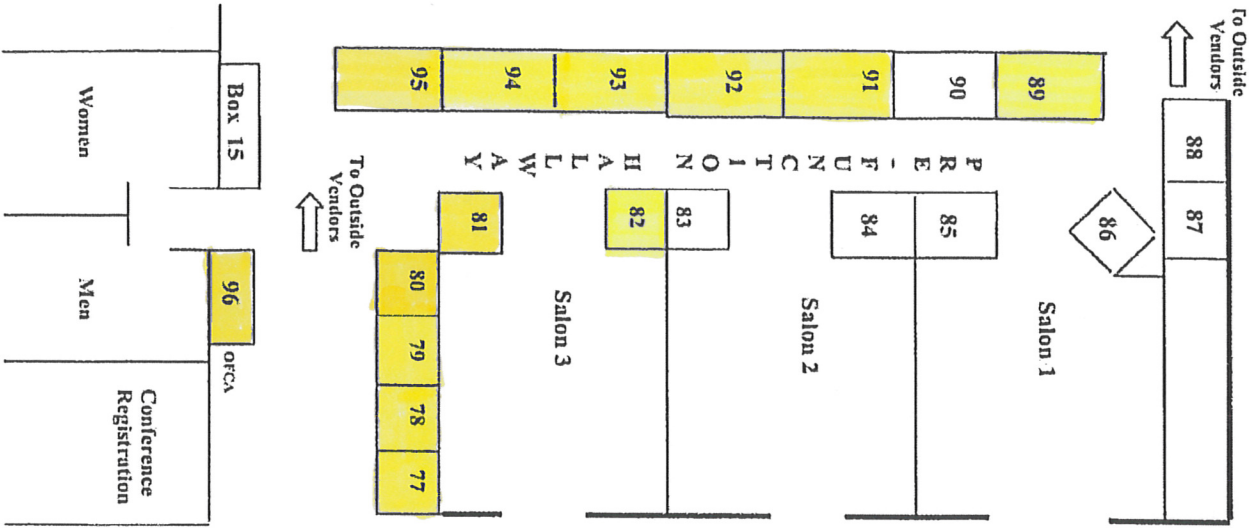 To Outside
Vendors
88
87
86
89
Salon 1
90
85
91
84
PRE-FUNCTION HALLWAY
Salon 2
92
83
82
93
Salon 3
94
81
95
80
79
78
77
To Outside
Vendors
Box 15
96
OFCA
Women
Men
Conference
Registration